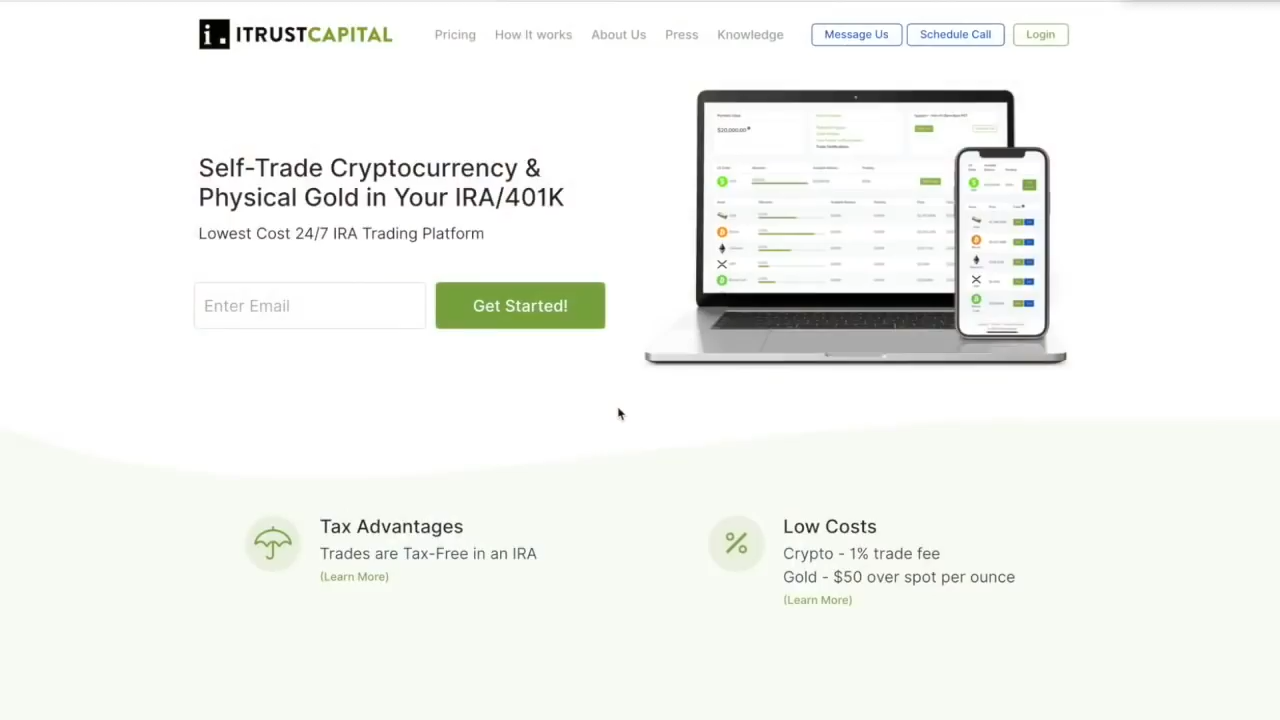 i. ITRUSTCAPITAL
Pricing
How It works
About Us
Press
Knowledge
Message Us
Schedule Call
Login
Self-Trade Cryptocurrency &
Physical Gold in Your IRA/401K
Lowest Cost 24/7 IRA Trading Platform
Enter Email
Get Started!
$20,000.00
Tax Advantages
Trades are Tax-Free in an IRA
(Learn More)
Low Costs
Crypto - 1% trade fee
Gold - $50 over spot per ounce
(Learn More)